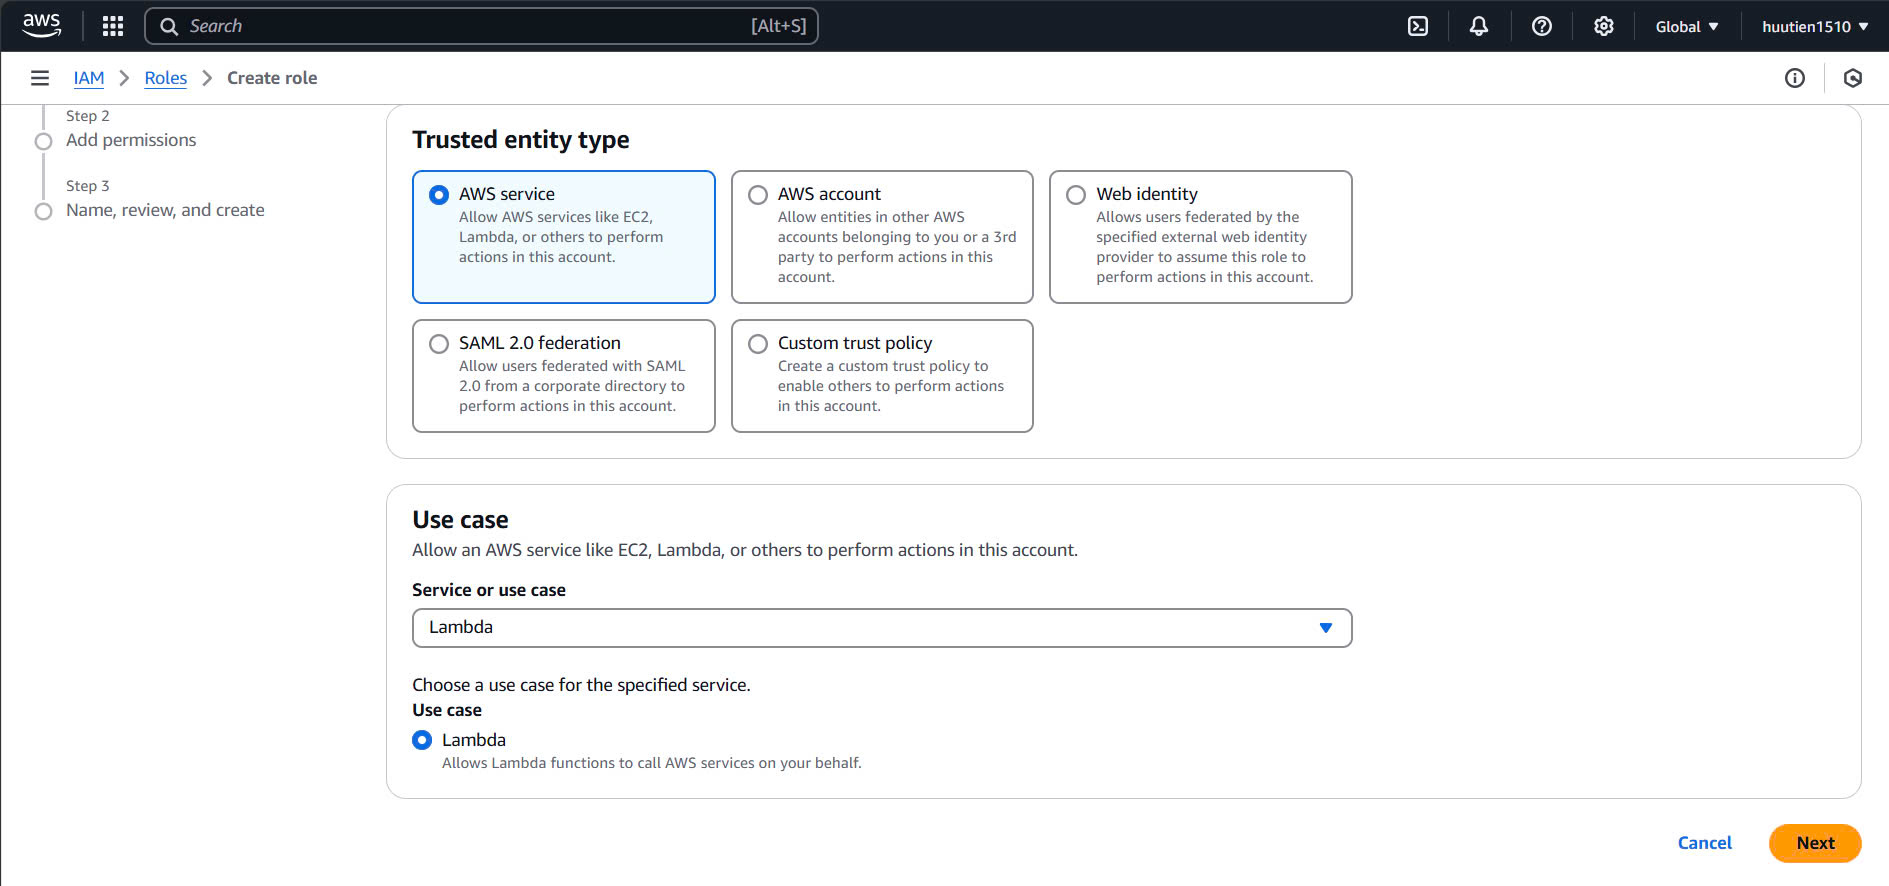 aws
Search [Alt+S]
Global
huutien1510
IAM
Roles
Create role
Step 2
Add permissions
Step 3
Name, review, and create
Trusted entity type
AWS service
Allow AWS services like EC2,
Lambda, or others to perform
actions in this account.
AWS account
Allow entities in other AWS
accounts belonging to you or a 3rd
party to perform actions in this
account.
Web identity
Allows users federated by the
specified external web identity
provider to assume this role to
perform actions in this account.
SAML 2.0 federation
Allow users federated with SAML
2.0 from a corporate directory to
perform actions in this account.
Custom trust policy
Create a custom trust policy to
enable others to perform actions
in this account.
Use case
Allow an AWS service like EC2, Lambda, or others to perform actions in this account.
Service or use case
Lambda
Choose a use case for the specified service.
Use case
Lambda
Allows Lambda functions to call AWS services on your behalf.
Cancel
Next